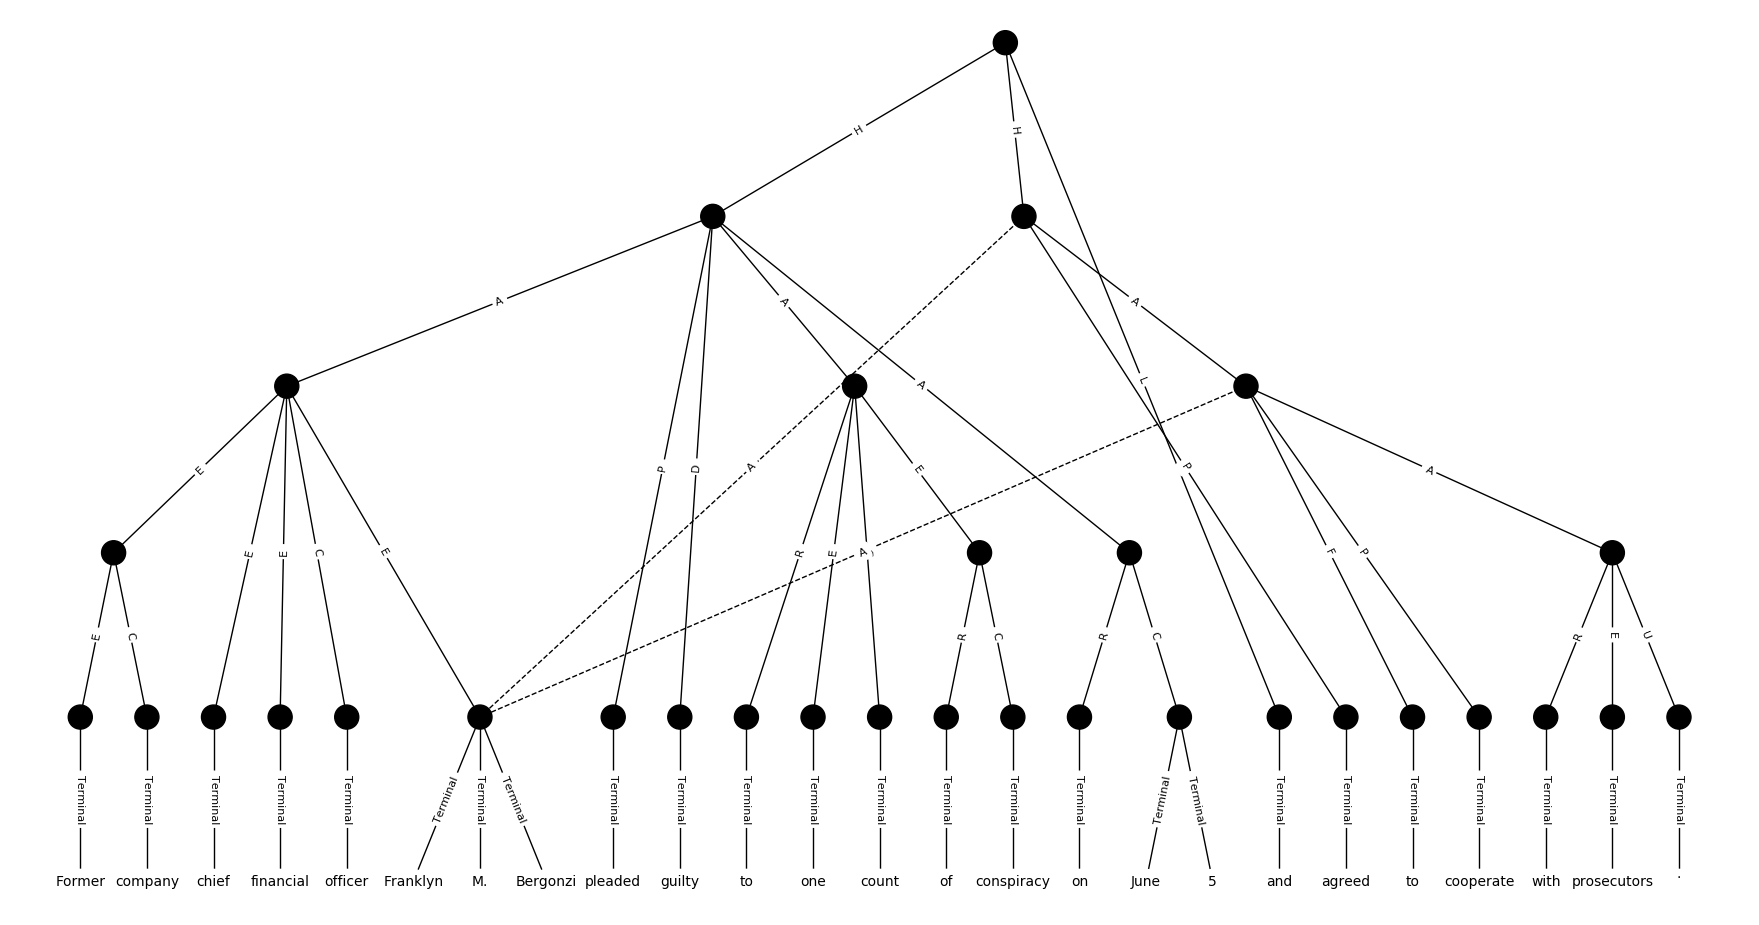 H H
A A A A L
E A P D E P A
E E E C E R E A F P
E C R C R C R E U
Terminal Terminal Terminal Terminal Terminal Terminal Terminal Terminal Terminal Terminal Terminal Terminal Terminal Terminal Terminal Terminal Terminal Terminal Terminal Terminal Terminal Terminal Terminal Terminal Terminal
Former company chief financial officer Franklyn M. Bergonzi pleaded guilty to one count of conspiracy on June 5 and agreed to cooperate with prosecutors .